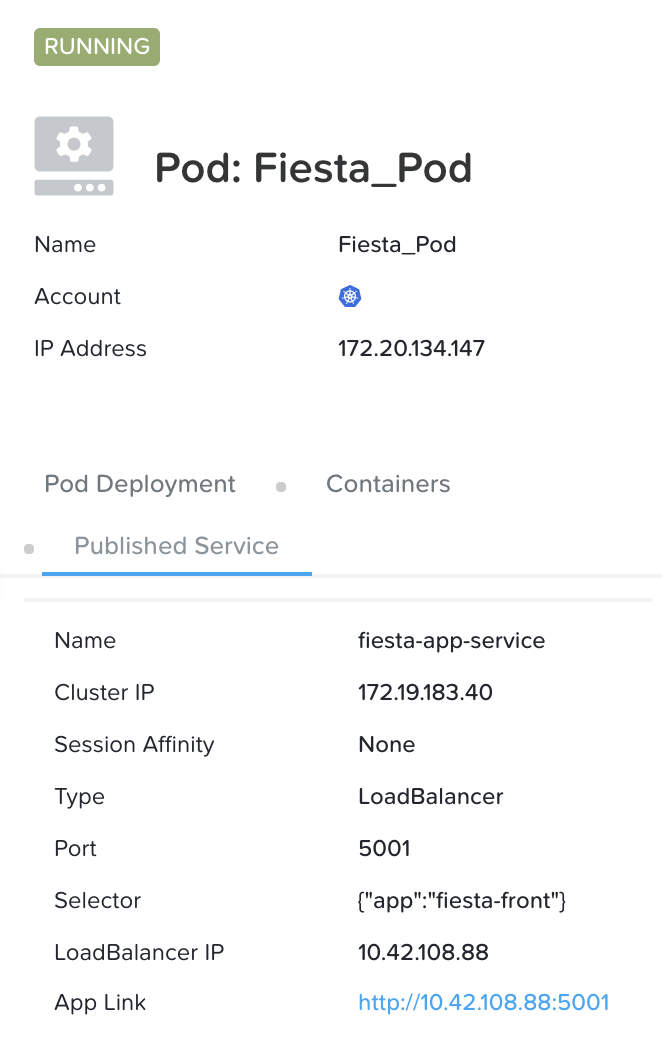 RUNNING
Pod: Fiesta_Pod
Name Fiesta_Pod
Account
IP Address 172.20.134.147
Pod Deployment Containers
Published Service
Name fiesta-app-service
Cluster IP 172.19.183.40
Session Affinity None
Type LoadBalancer
Port 5001
Selector {"app":"fiesta-front"}
LoadBalancer IP 10.42.108.88
App Link http://10.42.108.88:5001